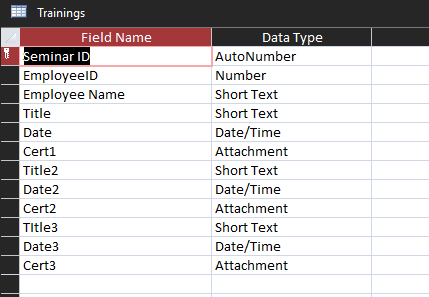 Trainings
Field Name Data Type
Seminar ID AutoNumber
EmployeeID Number
Employee Name Short Text
Title Short Text
Date Date/Time
Cert1 Attachment
Title2 Short Text
Date2 Date/Time
Cert2 Attachment
TItle3 Short Text
Date3 Date/Time
Cert3 Attachment